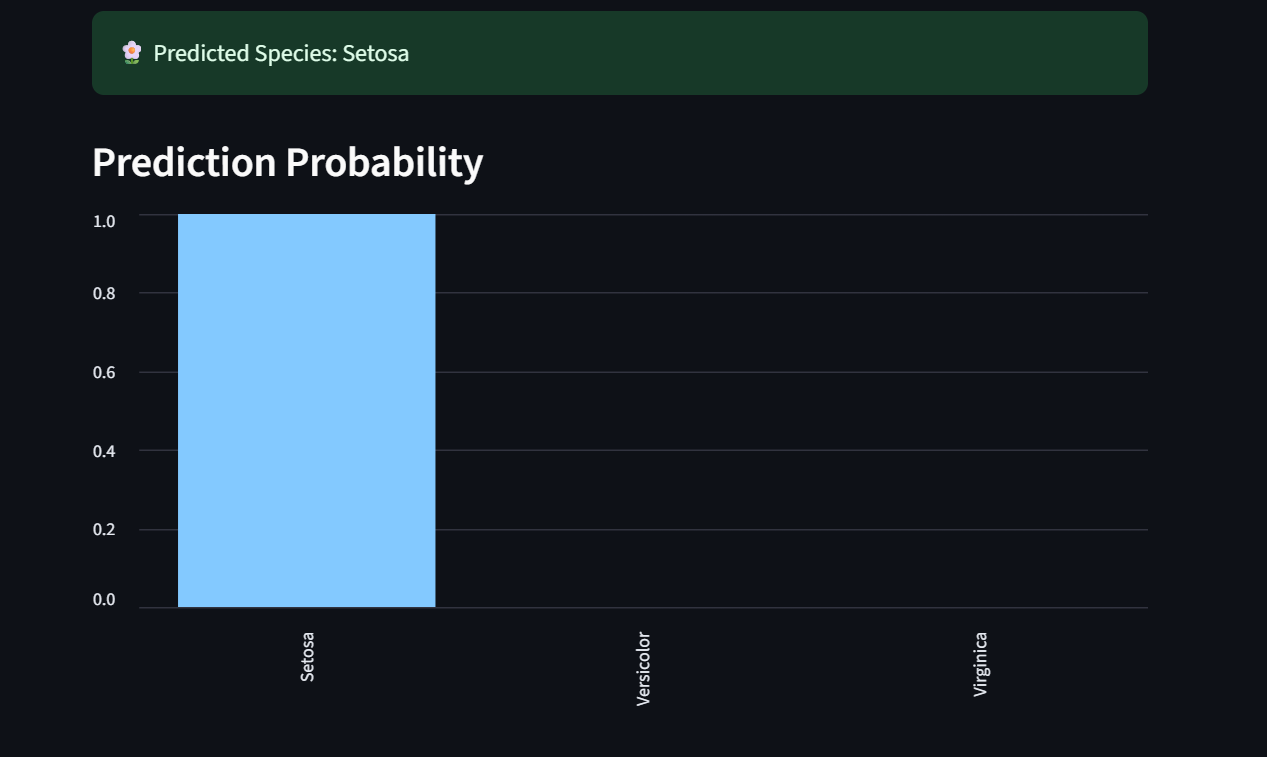 🌸 Predicted Species: Setosa
Prediction Probability
1.0
0.8
0.6
0.4
0.2
0.0
Setosa
Versicolor
Virginica